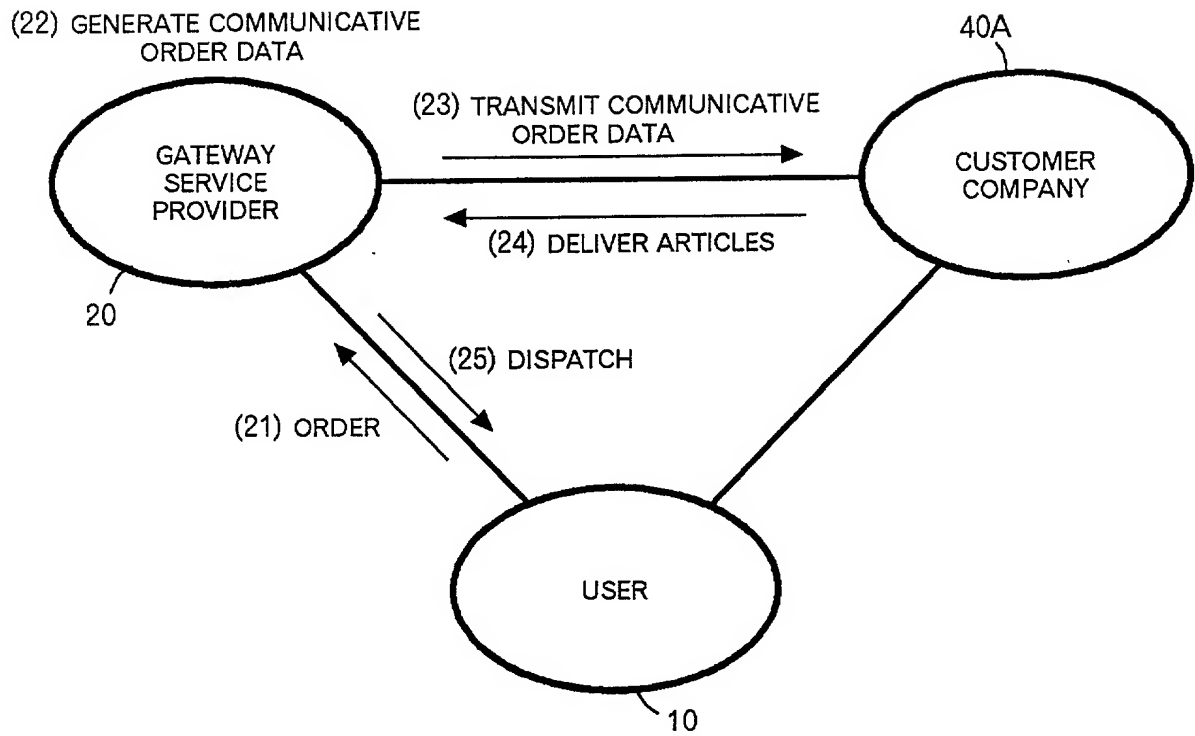 (22) GENERATE COMMUNICATIVE
ORDER DATA
40A
(23) TRANSMIT COMMUNICATIVE
ORDER DATA
GATEWAY
SERVICE
PROVIDER
CUSTOMER
COMPANY
(24) DELIVER ARTICLES
20
(25) DISPATCH
(21) ORDER
USER
10